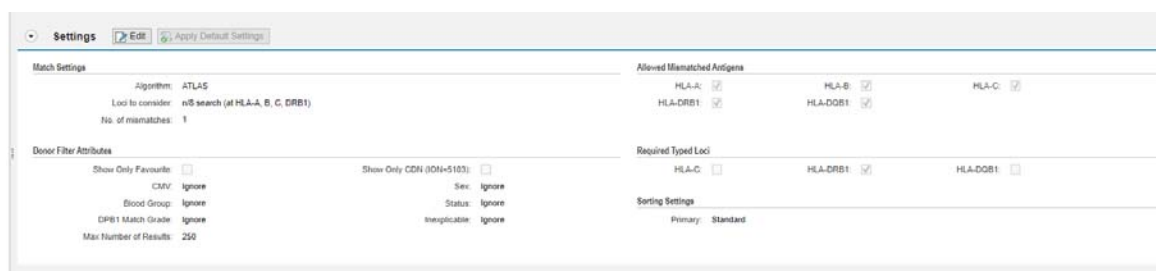 Settings Edit Apply Default Settings
Match Settings
Algorithm: ATLAS
Loci to consider: n/8 search (at HLA-A, B, C, DRB1)
No. of mismatches: 1
Allowed Mismatched Antigens
HLA-A: HLA-B: HLA-C:
HLA-DRB1: HLA-DQB1:
Donor Filter Attributes
Show Only Favourite: Show Only CDN (ION=5103):
CMV: Ignore Sex: Ignore
Blood Group: Ignore Status: Ignore
DPB1 Match Grade: Ignore Inexplicable: Ignore
Max Number of Results: 250
Required Typed Loci
HLA-C: HLA-DRB1: HLA-DQB1:
Sorting Settings
Primary: Standard